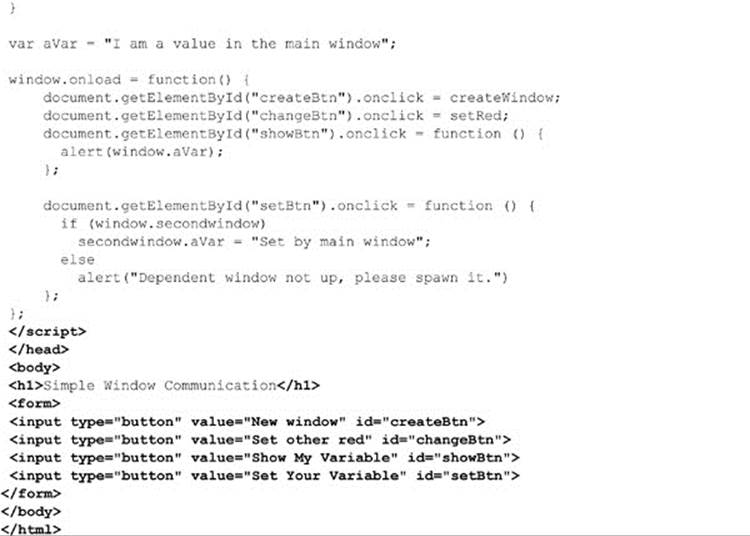 }
var aVar = "I am a value in the main window";
window.onload = function() {
document.getElementById("createBtn").onclick = createWindow;
document.getElementById("changeBtn").onclick = setRed;
document.getElementById("showBtn").onclick = function () {
alert(window.aVar);
};
document.getElementById("setBtn").onclick = function () {
if (window.secondwindow)
secondwindow.aVar = "Set by main window";
else
alert("Dependent window not up, please spawn it.")
};
};
</script>
</head>
<body>
<h1>Simple Window Communication</h1>
<form>
<input type="button" value="New window" id="createBtn">
<input type="button" value="Set other red" id="changeBtn">
<input type="button" value="Show My Variable" id="showBtn">
<input type="button" value="Set Your Variable" id="setBtn">
</form>
</body>
</html>